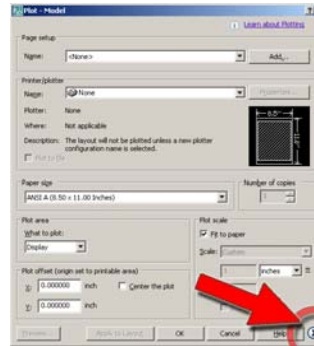 Plot - Model
Learn about Plotting
Page setup
Name: <None> Add...
Printer/plotter
Name: None Properties...
Plotter: None
Where: Not applicable
Description: The layout will not be plotted unless a new plotter configuration name is selected.
Plot to file
8.5"
Paper size
ANSI A (8.50 x 11.00 Inches)
Number of copies
1
Plot area
What to plot:
Display
Plot scale
Fit to paper
Scale: Custom
1 inches =
Plot offset (origin set to printable area)
X: 0.000000 inch Center the plot
Y: 0.000000 inch
Preview... Apply to Layout OK Cancel Help